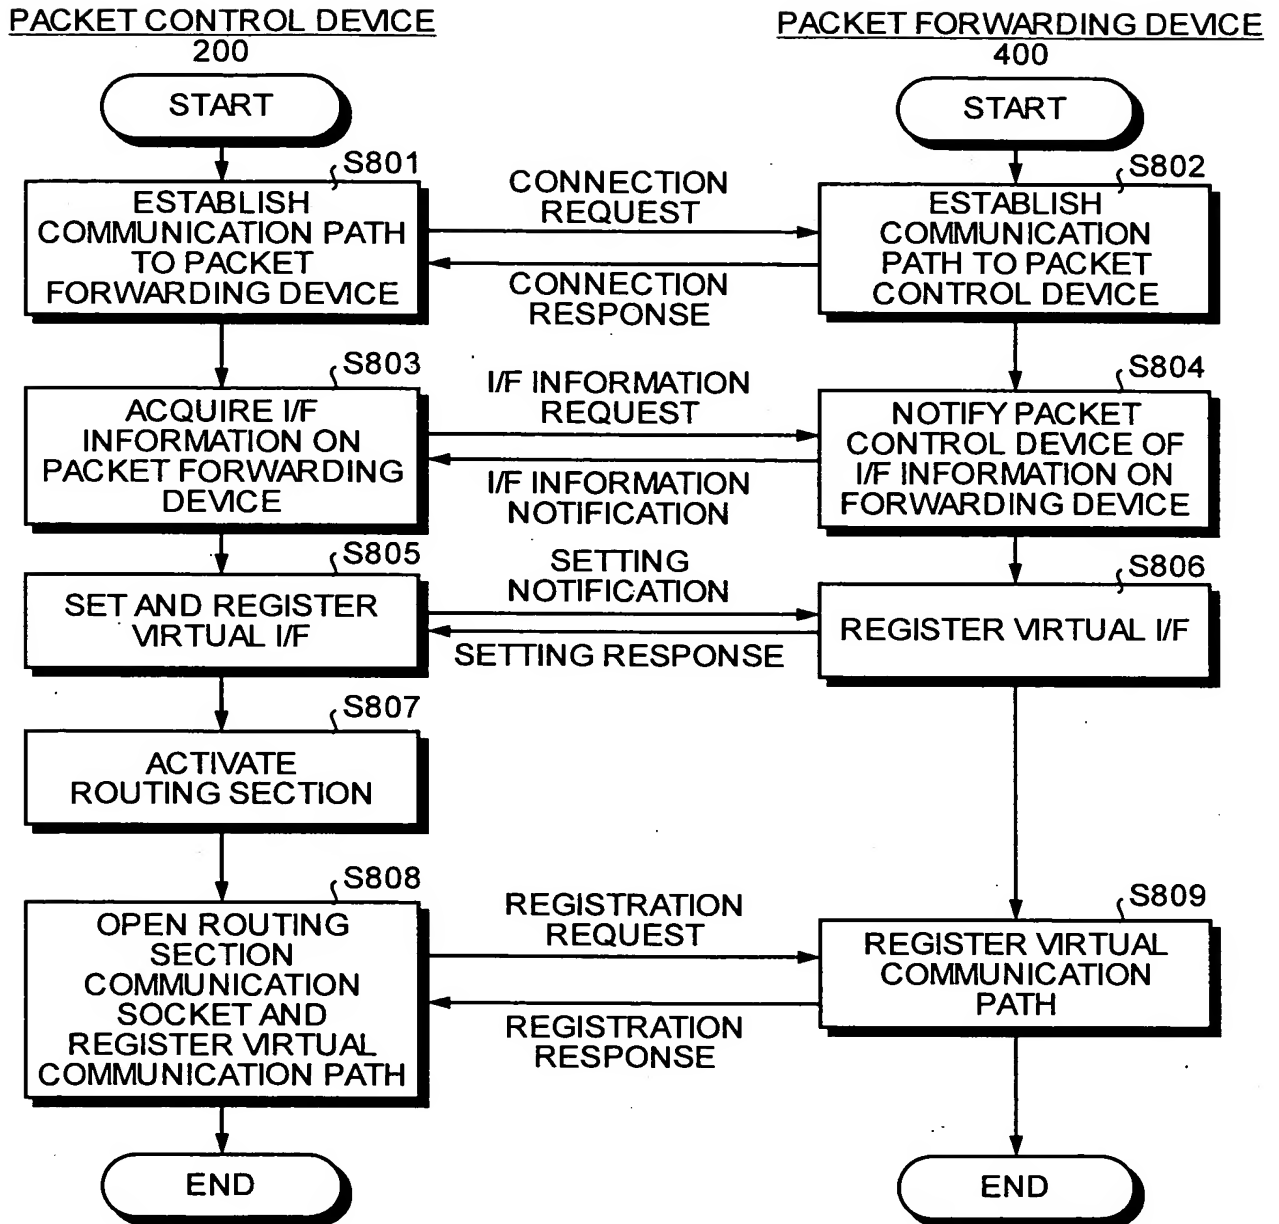 PACKET CONTROL DEVICE
200
PACKET FORWARDING DEVICE
400
START
START
S801
ESTABLISH
COMMUNICATION PATH
TO PACKET
FORWARDING DEVICE
CONNECTION
REQUEST
CONNECTION
RESPONSE
S802
ESTABLISH
COMMUNICATION
PATH TO PACKET
CONTROL DEVICE
S803
ACQUIRE I/F
INFORMATION ON
PACKET FORWARDING
DEVICE
I/F INFORMATION
REQUEST
I/F INFORMATION
NOTIFICATION
S804
NOTIFY PACKET
CONTROL DEVICE OF
I/F INFORMATION ON
FORWARDING DEVICE
S805
SET AND REGISTER
VIRTUAL I/F
SETTING
NOTIFICATION
SETTING RESPONSE
S806
REGISTER VIRTUAL I/F
S807
ACTIVATE
ROUTING SECTION
S808
OPEN ROUTING
SECTION
COMMUNICATION
SOCKET AND
REGISTER VIRTUAL
COMMUNICATION PATH
REGISTRATION
REQUEST
REGISTRATION
RESPONSE
S809
REGISTER VIRTUAL
COMMUNICATION
PATH
END
END